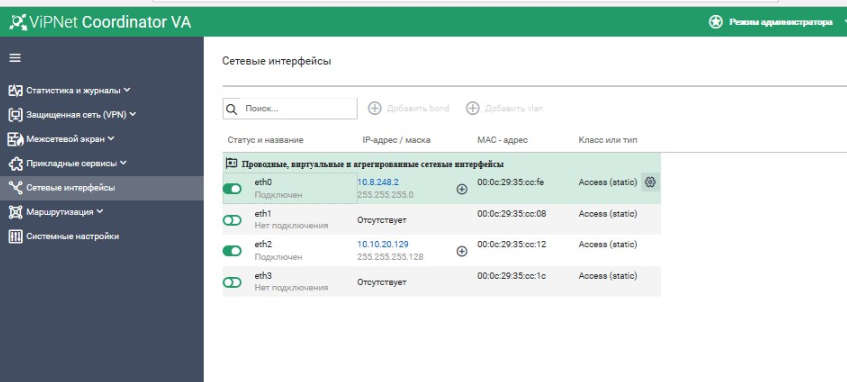 ViPNet Coordinator VA
Режим администратора
Сетевые интерфейсы
Статистика и журналы
Защищенная сеть (VPN)
Межсетевой экран
Прикладные сервисы
Сетевые интерфейсы
Маршрутизация
Системные настройки
Поиск...
Добавить bond
Добавить vlan
Статус и название
IP-адрес / маска
MAC - адрес
Класс или тип
Проводные, виртуальные и агрегированные сетевые интерфейсы
eth0
Подключен
10.8.248.2
255.255.255.0
00:0c:29:35:cc:fe
Access (static)
eth1
Нет подключения
Отсутствует
00:0c:29:35:cc:08
Access (static)
eth2
Подключен
10.10.20.129
255.255.255.128
00:0c:29:35:cc:12
Access (static)
eth3
Нет подключения
Отсутствует
00:0c:29:35:cc:1c
Access (static)